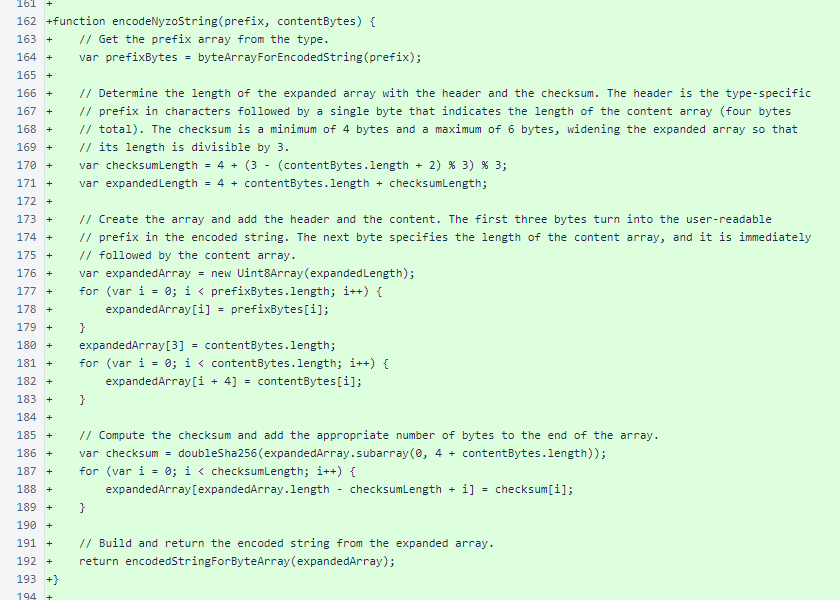 161 +
162 +function encodeNyzoString(prefix, contentBytes) {
163 +    // Get the prefix array from the type.
164 +    var prefixBytes = byteArrayForEncodedString(prefix);
165 +
166 +    // Determine the length of the expanded array with the header and the checksum. The header is the type-specific
167 +    // prefix in characters followed by a single byte that indicates the length of the content array (four bytes
168 +    // total). The checksum is a minimum of 4 bytes and a maximum of 6 bytes, widening the expanded array so that
169 +    // its length is divisible by 3.
170 +    var checksumLength = 4 + (3 - (contentBytes.length + 2) % 3) % 3;
171 +    var expandedLength = 4 + contentBytes.length + checksumLength;
172 +
173 +    // Create the array and add the header and the content. The first three bytes turn into the user-readable
174 +    // prefix in the encoded string. The next byte specifies the length of the content array, and it is immediately
175 +    // followed by the content array.
176 +    var expandedArray = new Uint8Array(expandedLength);
177 +    for (var i = 0; i < prefixBytes.length; i++) {
178 +        expandedArray[i] = prefixBytes[i];
179 +    }
180 +    expandedArray[3] = contentBytes.length;
181 +    for (var i = 0; i < contentBytes.length; i++) {
182 +        expandedArray[i + 4] = contentBytes[i];
183 +    }
184 +
185 +    // Compute the checksum and add the appropriate number of bytes to the end of the array.
186 +    var checksum = doubleSha256(expandedArray.subarray(0, 4 + contentBytes.length));
187 +    for (var i = 0; i < checksumLength; i++) {
188 +        expandedArray[expandedArray.length - checksumLength + i] = checksum[i];
189 +    }
190 +
191 +    // Build and return the encoded string from the expanded array.
192 +    return encodedStringForByteArray(expandedArray);
193 +}
194 +